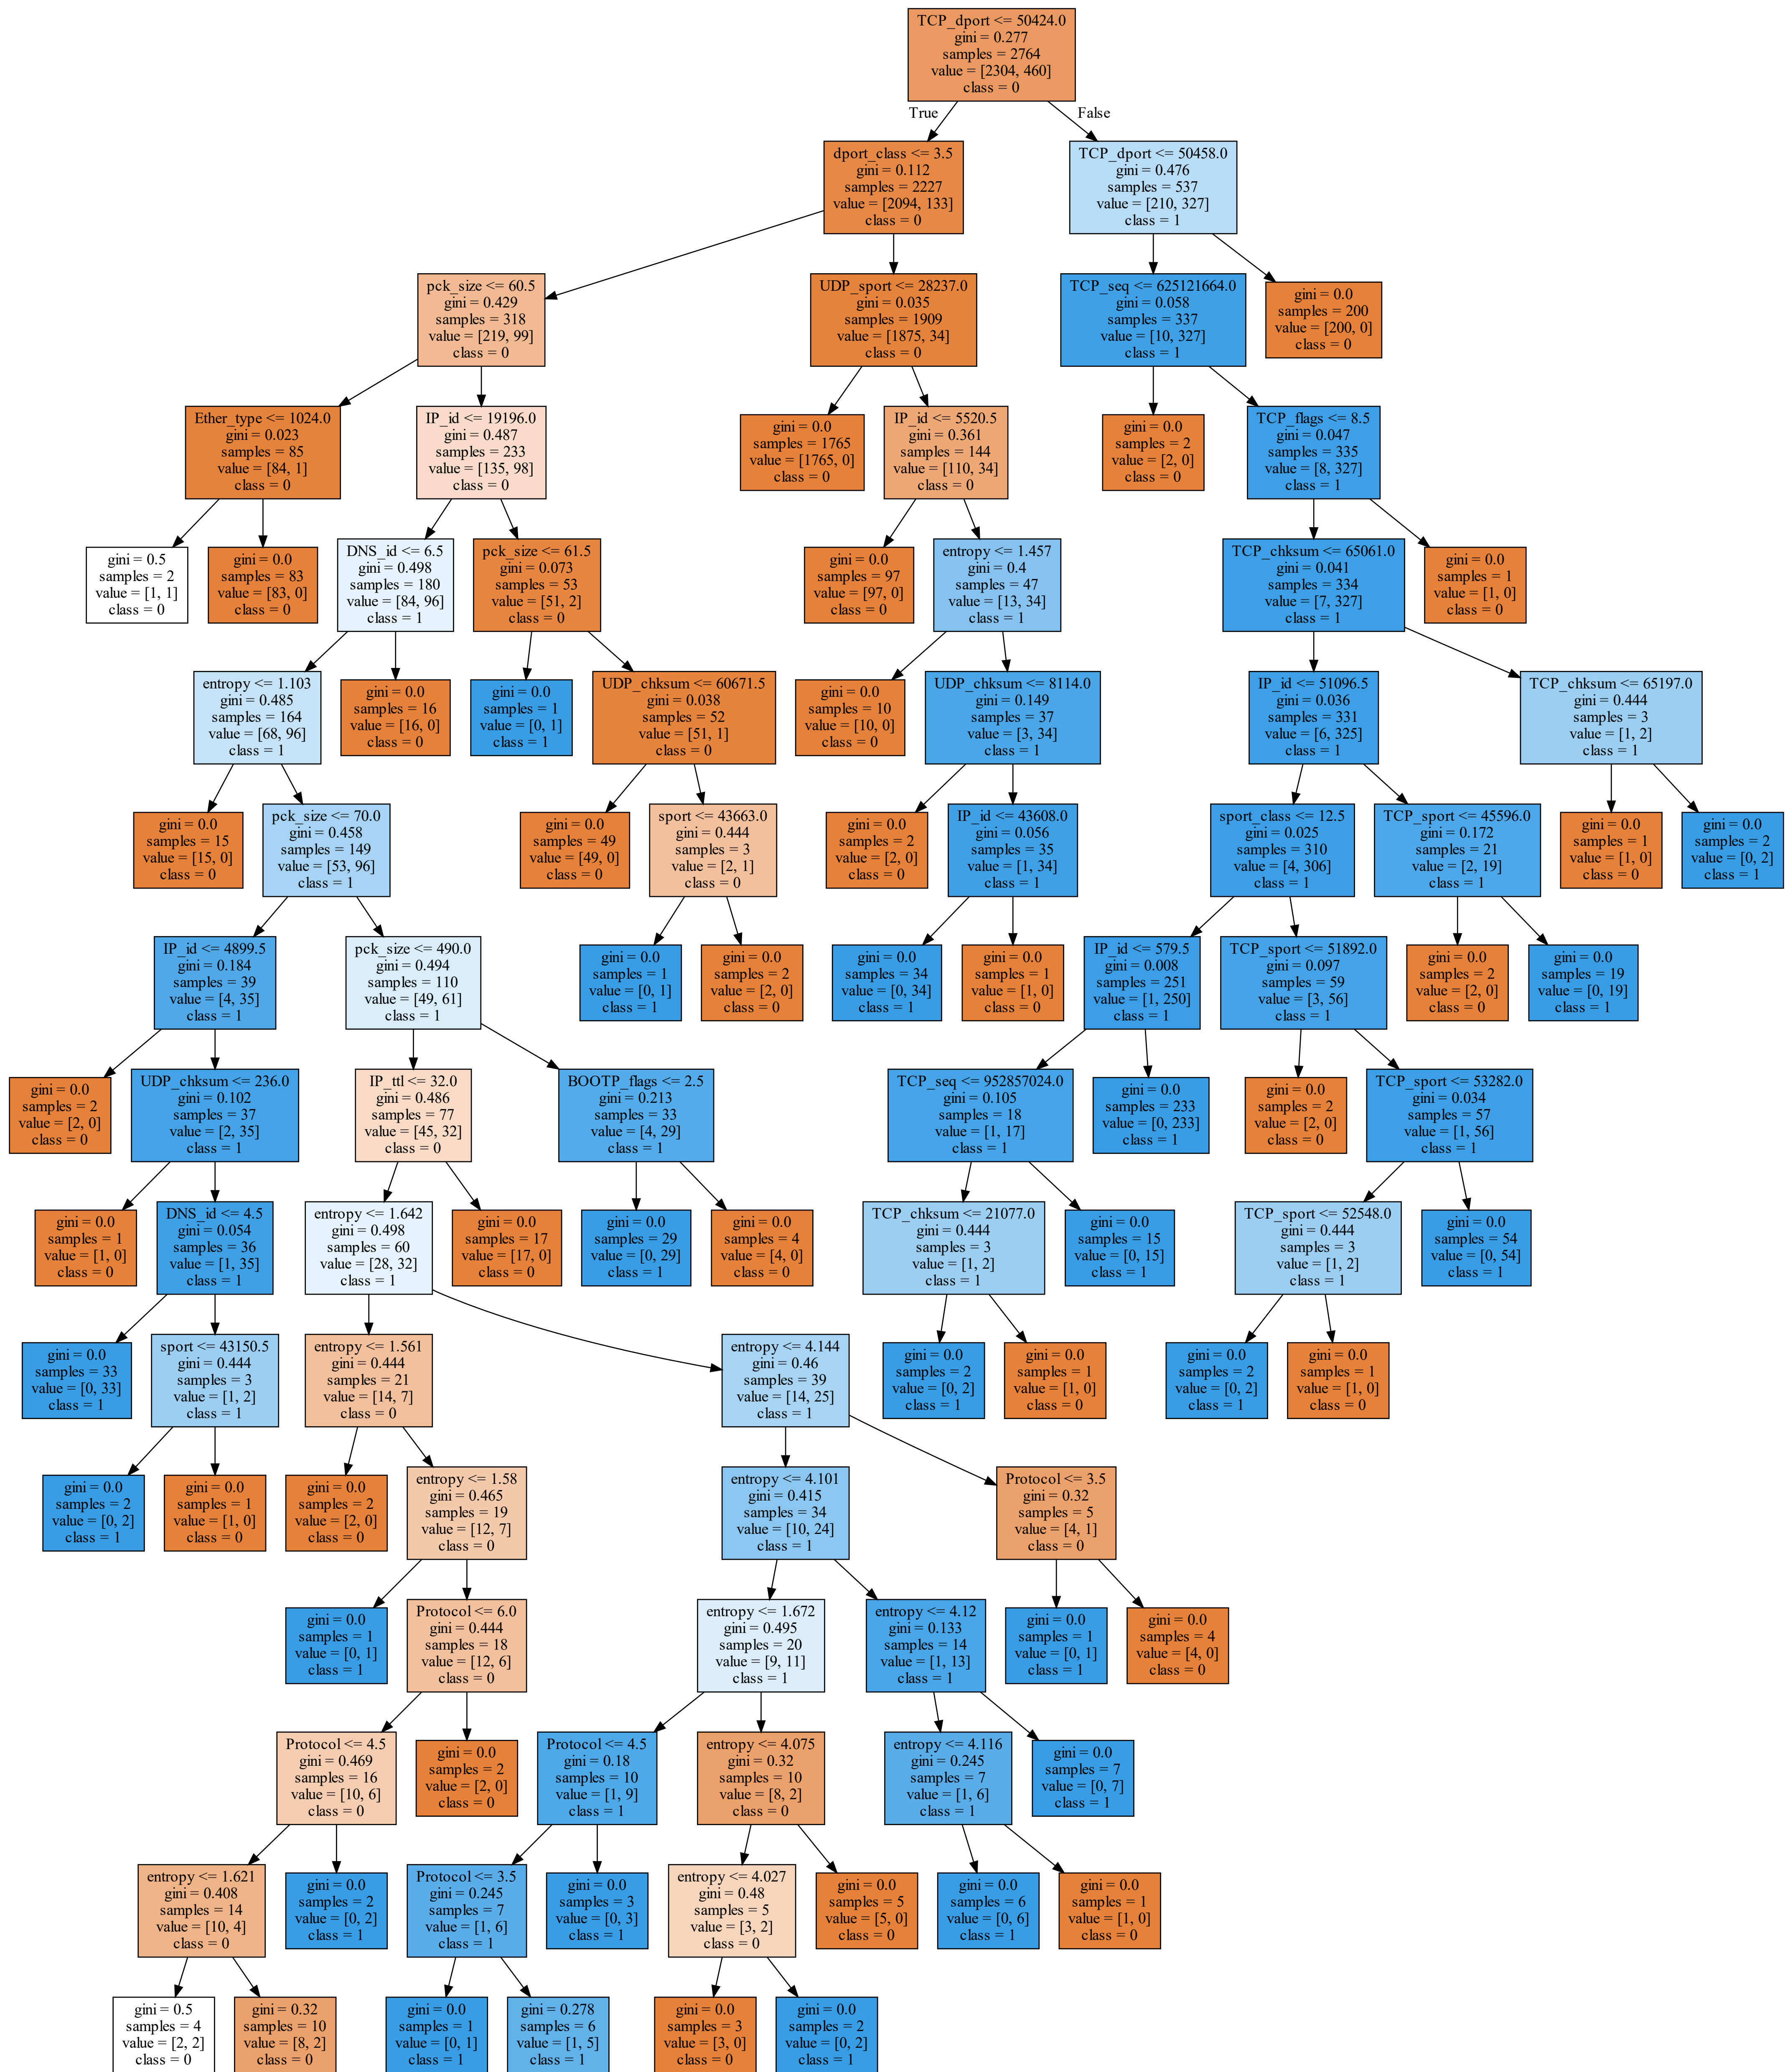 TCP_dport <= 50424.0
gini = 0.277
samples = 2764
value = [2304, 460]
class = 0
True
False
dport_class <= 3.5
gini = 0.112
samples = 2227
value = [2094, 133]
class = 0
TCP_dport <= 50458.0
gini = 0.476
samples = 537
value = [210, 327]
class = 1
pck_size <= 60.5
gini = 0.429
samples = 318
value = [219, 99]
class = 0
UDP_sport <= 28237.0
gini = 0.035
samples = 1909
value = [1875, 34]
class = 0
TCP_seq <= 625121664.0
gini = 0.058
samples = 337
value = [10, 327]
class = 1
gini = 0.0
samples = 200
value = [200, 0]
class = 0
Ether_type <= 1024.0
gini = 0.023
samples = 85
value = [84, 1]
class = 0
IP_id <= 19196.0
gini = 0.487
samples = 233
value = [135, 98]
class = 0
gini = 0.0
samples = 1765
value = [1765, 0]
class = 0
IP_id <= 5520.5
gini = 0.361
samples = 144
value = [110, 34]
class = 0
gini = 0.0
samples = 2
value = [2, 0]
class = 0
TCP_flags <= 8.5
gini = 0.047
samples = 335
value = [8, 327]
class = 1
gini = 0.5
samples = 2
value = [1, 1]
class = 0
gini = 0.0
samples = 83
value = [83, 0]
class = 0
DNS_id <= 6.5
gini = 0.498
samples = 180
value = [84, 96]
class = 1
pck_size <= 61.5
gini = 0.073
samples = 53
value = [51, 2]
class = 0
gini = 0.0
samples = 97
value = [97, 0]
class = 0
entropy <= 1.457
gini = 0.4
samples = 47
value = [13, 34]
class = 1
TCP_chksum <= 65061.0
gini = 0.041
samples = 334
value = [7, 327]
class = 1
gini = 0.0
samples = 1
value = [1, 0]
class = 0
entropy <= 1.103
gini = 0.485
samples = 164
value = [68, 96]
class = 1
gini = 0.0
samples = 16
value = [16, 0]
class = 0
gini = 0.0
samples = 1
value = [0, 1]
class = 1
UDP_chksum <= 60671.5
gini = 0.038
samples = 52
value = [51, 1]
class = 0
gini = 0.0
samples = 10
value = [10, 0]
class = 0
UDP_chksum <= 8114.0
gini = 0.149
samples = 37
value = [3, 34]
class = 1
IP_id <= 51096.5
gini = 0.036
samples = 331
value = [6, 325]
class = 1
TCP_chksum <= 65197.0
gini = 0.444
samples = 3
value = [1, 2]
class = 1
gini = 0.0
samples = 15
value = [15, 0]
class = 0
pck_size <= 70.0
gini = 0.458
samples = 149
value = [53, 96]
class = 1
gini = 0.0
samples = 49
value = [49, 0]
class = 0
sport <= 43663.0
gini = 0.444
samples = 3
value = [2, 1]
class = 0
gini = 0.0
samples = 2
value = [2, 0]
class = 0
IP_id <= 43608.0
gini = 0.056
samples = 35
value = [1, 34]
class = 1
sport_class <= 12.5
gini = 0.025
samples = 310
value = [4, 306]
class = 1
TCP_sport <= 45596.0
gini = 0.172
samples = 21
value = [2, 19]
class = 1
gini = 0.0
samples = 1
value = [1, 0]
class = 0
gini = 0.0
samples = 2
value = [0, 2]
class = 1
IP_id <= 4899.5
gini = 0.184
samples = 39
value = [4, 35]
class = 1
pck_size <= 490.0
gini = 0.494
samples = 110
value = [49, 61]
class = 1
gini = 0.0
samples = 1
value = [0, 1]
class = 1
gini = 0.0
samples = 2
value = [2, 0]
class = 0
gini = 0.0
samples = 34
value = [0, 34]
class = 1
gini = 0.0
samples = 1
value = [1, 0]
class = 0
IP_id <= 579.5
gini = 0.008
samples = 251
value = [1, 250]
class = 1
TCP_sport <= 51892.0
gini = 0.097
samples = 59
value = [3, 56]
class = 1
gini = 0.0
samples = 2
value = [2, 0]
class = 0
gini = 0.0
samples = 19
value = [0, 19]
class = 1
gini = 0.0
samples = 2
value = [2, 0]
class = 0
UDP_chksum <= 236.0
gini = 0.102
samples = 37
value = [2, 35]
class = 1
IP_ttl <= 32.0
gini = 0.486
samples = 77
value = [45, 32]
class = 0
BOOTP_flags <= 2.5
gini = 0.213
samples = 33
value = [4, 29]
class = 1
TCP_seq <= 952857024.0
gini = 0.105
samples = 18
value = [1, 17]
class = 1
gini = 0.0
samples = 233
value = [0, 233]
class = 1
gini = 0.0
samples = 2
value = [2, 0]
class = 0
TCP_sport <= 53282.0
gini = 0.034
samples = 57
value = [1, 56]
class = 1
gini = 0.0
samples = 1
value = [1, 0]
class = 0
DNS_id <= 4.5
gini = 0.054
samples = 36
value = [1, 35]
class = 1
entropy <= 1.642
gini = 0.498
samples = 60
value = [28, 32]
class = 1
gini = 0.0
samples = 17
value = [17, 0]
class = 0
gini = 0.0
samples = 29
value = [0, 29]
class = 1
gini = 0.0
samples = 4
value = [4, 0]
class = 0
TCP_chksum <= 21077.0
gini = 0.444
samples = 3
value = [1, 2]
class = 1
gini = 0.0
samples = 15
value = [0, 15]
class = 1
TCP_sport <= 52548.0
gini = 0.444
samples = 3
value = [1, 2]
class = 1
gini = 0.0
samples = 54
value = [0, 54]
class = 1
gini = 0.0
samples = 33
value = [0, 33]
class = 1
sport <= 43150.5
gini = 0.444
samples = 3
value = [1, 2]
class = 1
entropy <= 1.561
gini = 0.444
samples = 21
value = [14, 7]
class = 0
entropy <= 4.144
gini = 0.46
samples = 39
value = [14, 25]
class = 1
gini = 0.0
samples = 2
value = [0, 2]
class = 1
gini = 0.0
samples = 1
value = [1, 0]
class = 0
gini = 0.0
samples = 2
value = [0, 2]
class = 1
gini = 0.0
samples = 1
value = [1, 0]
class = 0
gini = 0.0
samples = 2
value = [0, 2]
class = 1
gini = 0.0
samples = 1
value = [1, 0]
class = 0
gini = 0.0
samples = 2
value = [2, 0]
class = 0
entropy <= 1.58
gini = 0.465
samples = 19
value = [12, 7]
class = 0
entropy <= 4.101
gini = 0.415
samples = 34
value = [10, 24]
class = 1
Protocol <= 3.5
gini = 0.32
samples = 5
value = [4, 1]
class = 0
gini = 0.0
samples = 1
value = [0, 1]
class = 1
Protocol <= 6.0
gini = 0.444
samples = 18
value = [12, 6]
class = 0
entropy <= 1.672
gini = 0.495
samples = 20
value = [9, 11]
class = 1
entropy <= 4.12
gini = 0.133
samples = 14
value = [1, 13]
class = 1
gini = 0.0
samples = 1
value = [0, 1]
class = 1
gini = 0.0
samples = 4
value = [4, 0]
class = 0
Protocol <= 4.5
gini = 0.469
samples = 16
value = [10, 6]
class = 0
gini = 0.0
samples = 2
value = [2, 0]
class = 0
Protocol <= 4.5
gini = 0.18
samples = 10
value = [1, 9]
class = 1
entropy <= 4.075
gini = 0.32
samples = 10
value = [8, 2]
class = 0
entropy <= 4.116
gini = 0.245
samples = 7
value = [1, 6]
class = 1
gini = 0.0
samples = 7
value = [0, 7]
class = 1
entropy <= 1.621
gini = 0.408
samples = 14
value = [10, 4]
class = 0
gini = 0.0
samples = 2
value = [0, 2]
class = 1
Protocol <= 3.5
gini = 0.245
samples = 7
value = [1, 6]
class = 1
gini = 0.0
samples = 3
value = [0, 3]
class = 1
entropy <= 4.027
gini = 0.48
samples = 5
value = [3, 2]
class = 0
gini = 0.0
samples = 5
value = [5, 0]
class = 0
gini = 0.0
samples = 6
value = [0, 6]
class = 1
gini = 0.0
samples = 1
value = [1, 0]
class = 0
gini = 0.5
samples = 4
value = [2, 2]
class = 0
gini = 0.32
samples = 10
value = [8, 2]
class = 0
gini = 0.0
samples = 1
value = [0, 1]
class = 1
gini = 0.278
samples = 6
value = [1, 5]
class = 1
gini = 0.0
samples = 3
value = [3, 0]
class = 0
gini = 0.0
samples = 2
value = [0, 2]
class = 1